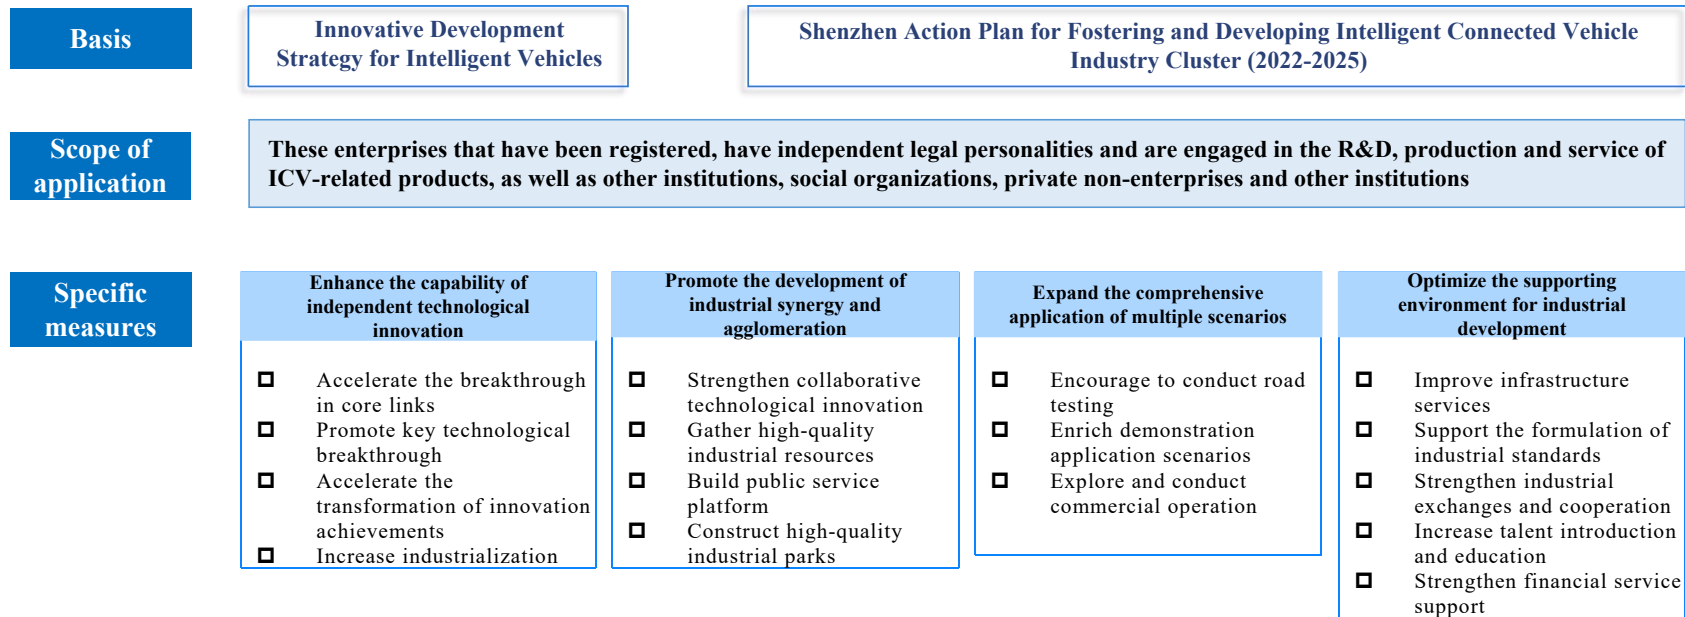 Basis
Innovative Development
Strategy for Intelligent Vehicles
Shenzhen Action Plan for Fostering and Developing Intelligent Connected Vehicle
Industry Cluster (2022-2025)
Scope of
application
These enterprises that have been registered, have independent legal personalities and are engaged in the R&D, production and service of
ICV-related products, as well as other institutions, social organizations, private non-enterprises and other institutions
Specific
measures
Enhance the capability of
independent technological
innovation
Accelerate the breakthrough
in core links
Promote key technological
breakthrough
Accelerate the
transformation of innovation
achievements
Increase industrialization
Promote the development of
industrial synergy and
agglomeration
Strengthen collaborative
technological innovation
Gather high-quality
industrial resources
Build public service
platform
Construct high-quality
industrial parks
Expand the comprehensive
application of multiple scenarios
Encourage to conduct road
testing
Enrich demonstration
application scenarios
Explore and conduct
commercial operation
Optimize the supporting
environment for industrial
development
Improve infrastructure
services
Support the formulation of
industrial standards
Strengthen industrial
exchanges and cooperation
Increase talent introduction
and education
Strengthen financial service
support